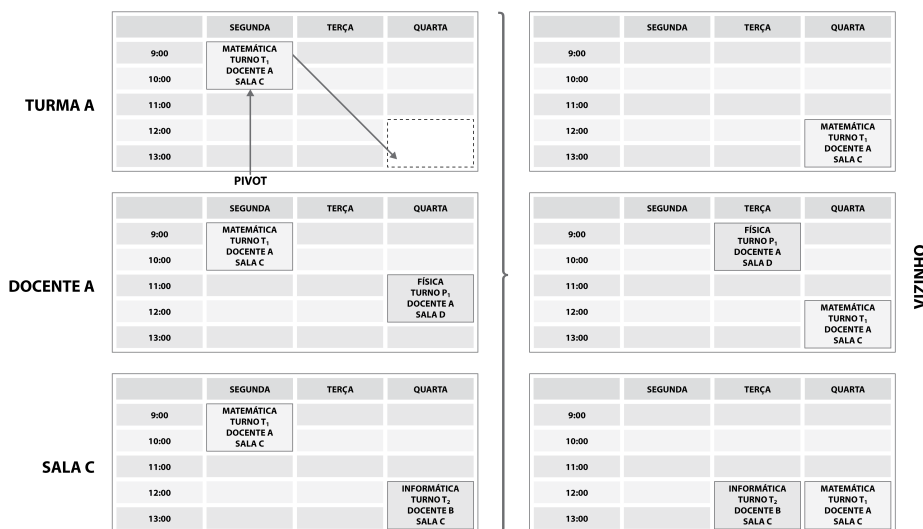 SEGUNDA TERÇA QUARTA
9:00
10:00
11:00
12:00
13:00
MATEMÁTICA
TURNO T₁
DOCENTE A
SALA C
TURMA A
PIVOT
SEGUNDA TERÇA QUARTA
9:00
10:00
11:00
12:00
13:00
MATEMÁTICA
TURNO T₁
DOCENTE A
SALA C
SEGUNDA TERÇA QUARTA
9:00
10:00
11:00
12:00
13:00
MATEMÁTICA
TURNO T₁
DOCENTE A
SALA C
FÍSICA
TURNO P₁
DOCENTE A
SALA D
DOCENTE A
SEGUNDA TERÇA QUARTA
9:00
10:00
11:00
12:00
13:00
FÍSICA
TURNO P₁
DOCENTE A
SALA D
MATEMÁTICA
TURNO T₁
DOCENTE A
SALA C
VIZINHO
SEGUNDA TERÇA QUARTA
9:00
10:00
11:00
12:00
13:00
MATEMÁTICA
TURNO T₁
DOCENTE A
SALA C
INFORMÁTICA
TURNO T₂
DOCENTE B
SALA C
SALA C
SEGUNDA TERÇA QUARTA
9:00
10:00
11:00
12:00
13:00
INFORMÁTICA
TURNO T₂
DOCENTE B
SALA C
MATEMÁTICA
TURNO T₁
DOCENTE A
SALA C